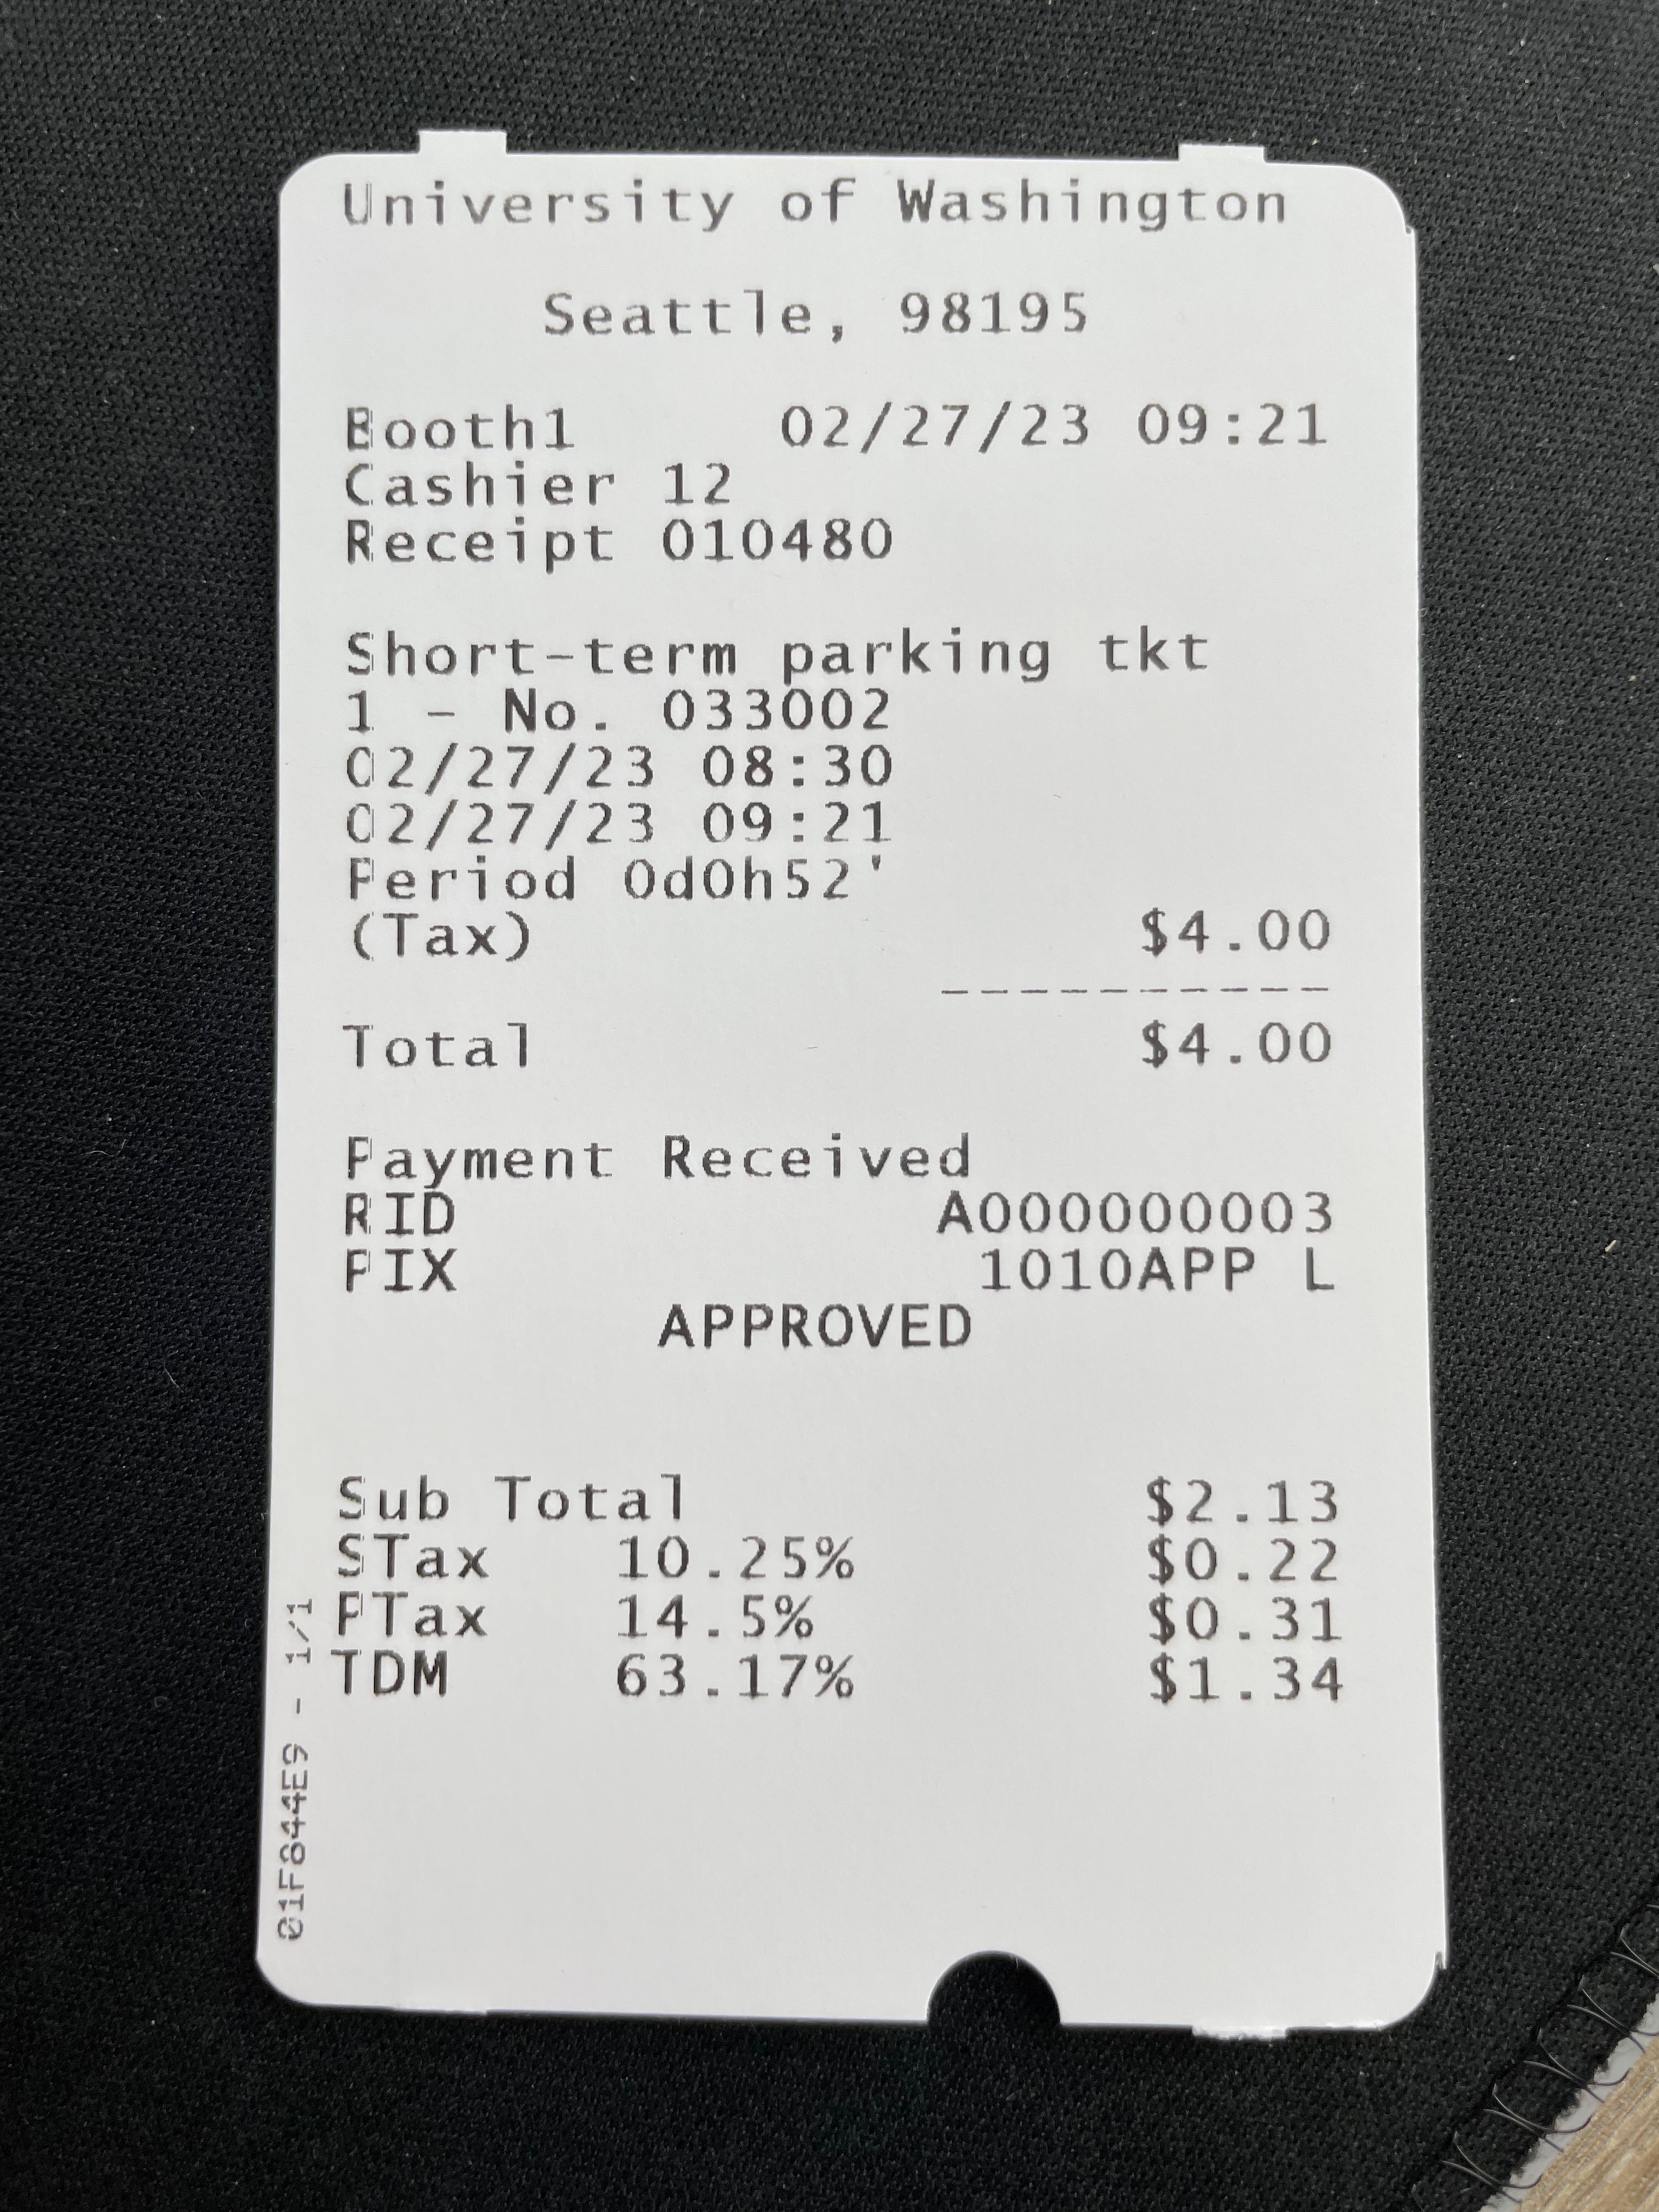 University of Washington
Seattle, 98195
Booth1 02/27/23 09:21
Cashier 12
Receipt 010480
Short-term parking tkt
1 - No. 033002
02/27/23 08:30
02/27/23 09:21
Period 0d0h52'
(Tax) $4.00
----------
Total $4.00
Payment Received
RID A000000003
PIX 1010APP L
APPROVED
Sub Total $2.13
STax 10.25% $0.22
PTax 14.5% $0.31
TDM 63.17% $1.34
01F844E9 - 1/1